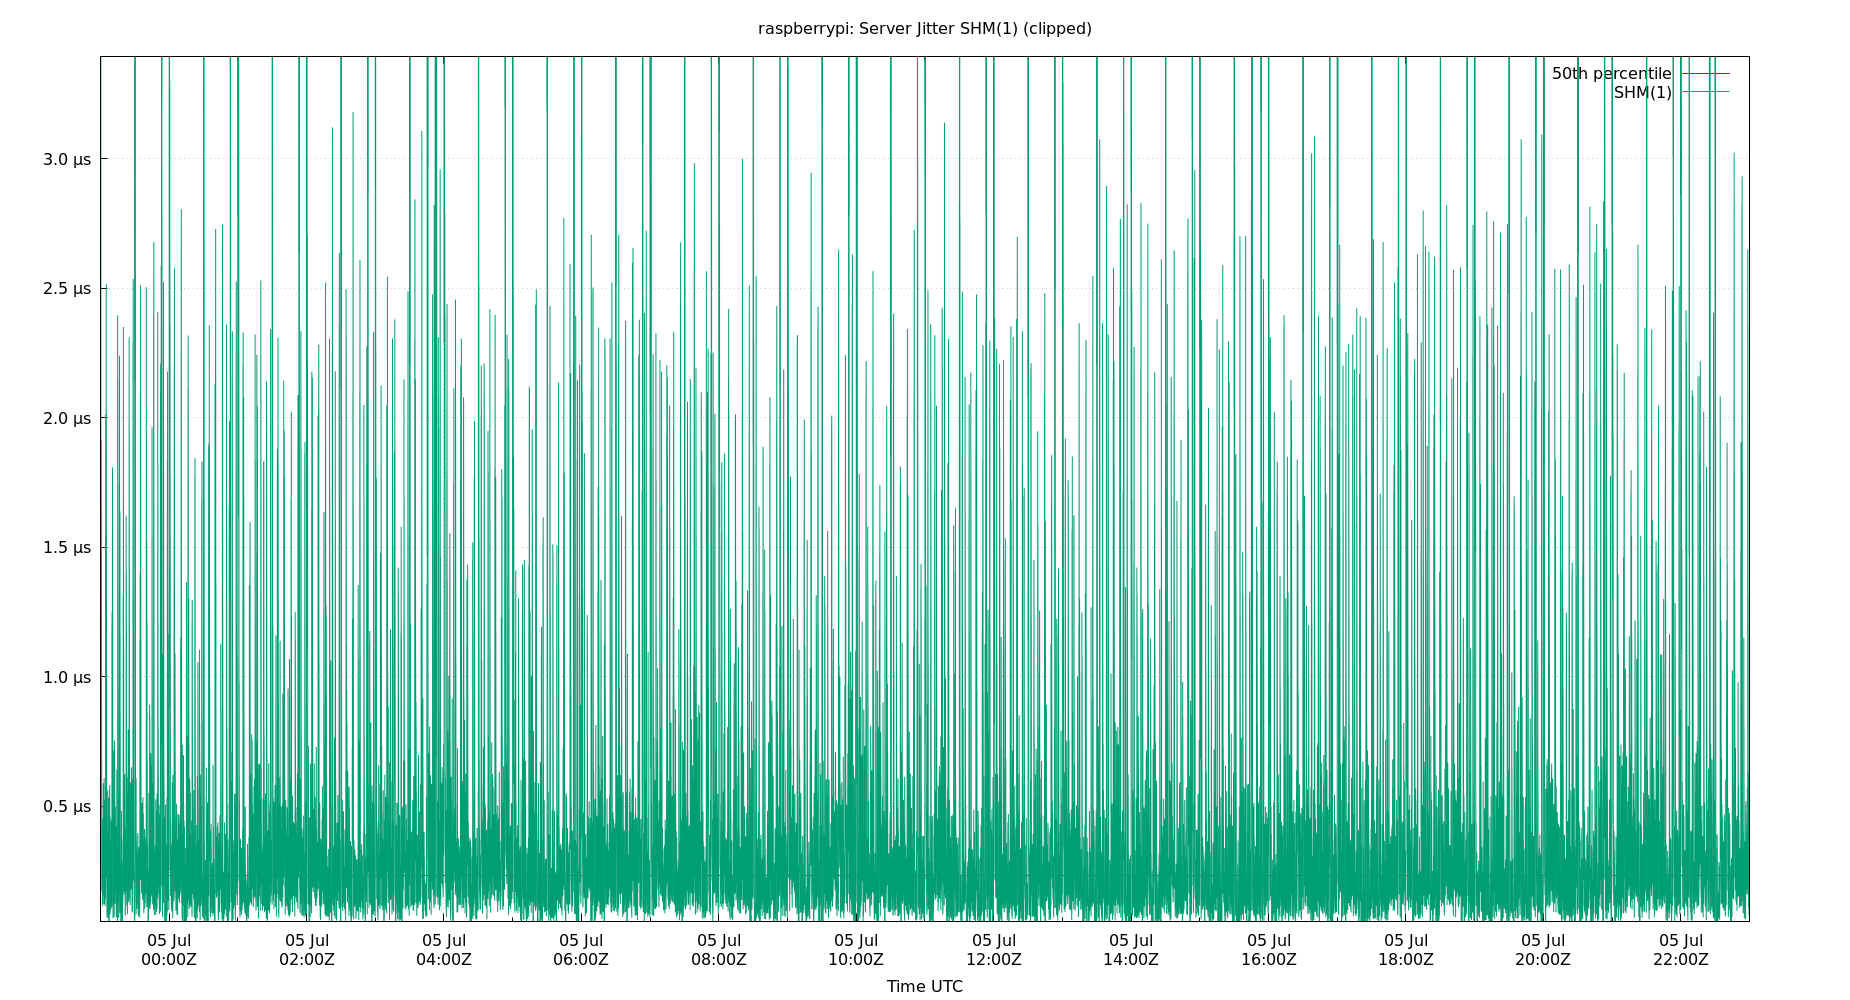 raspberrypi: Server Jitter SHM(1) (clipped)
50th percentile
SHM(1)
3.0 µs
2.5 µs
2.0 µs
1.5 µs
1.0 µs
0.5 µs
05 Jul 05 Jul 05 Jul 05 Jul 05 Jul 05 Jul 05 Jul 05 Jul 05 Jul 05 Jul 05 Jul 05 Jul
00:00Z 02:00Z 04:00Z 06:00Z 08:00Z 10:00Z 12:00Z 14:00Z 16:00Z 18:00Z 20:00Z 22:00Z
Time UTC